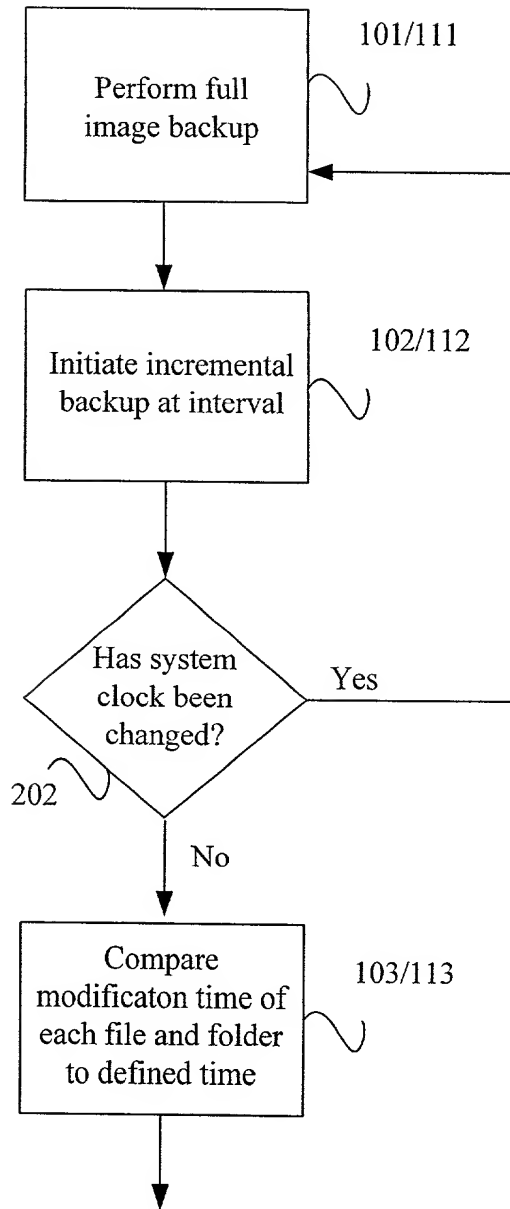 101/111
Perform full
image backup
102/112
Initiate incremental
backup at interval
Has system
clock been
changed?
Yes
202
No
Compare
modificaton time of
each file and folder
to defined time
103/113